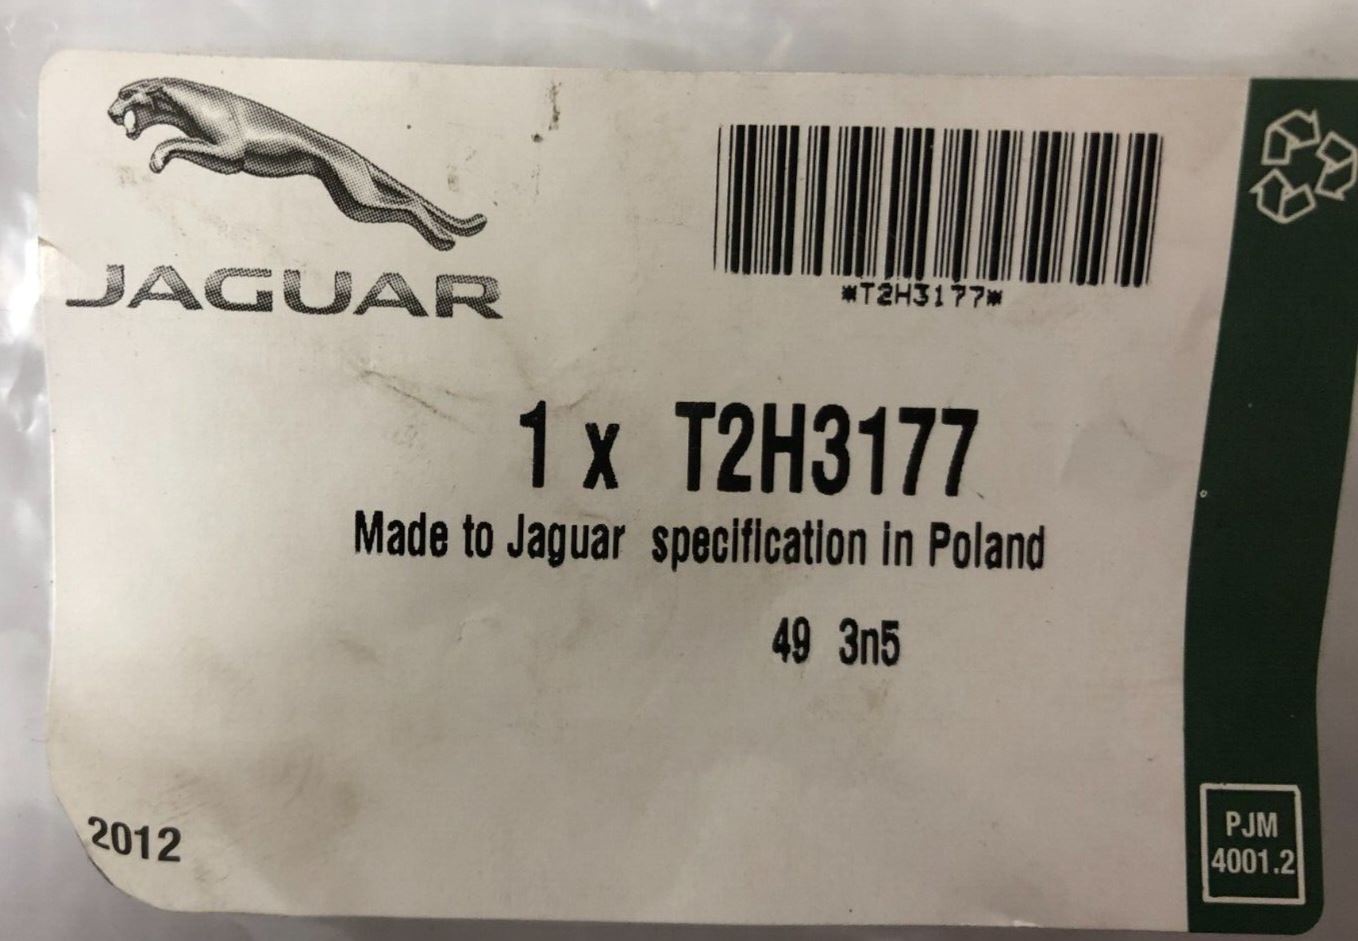 JAGUAR
*T2H3177*
1 x T2H3177
Made to Jaguar specification in Poland
49 3n5
2012
PJM
4001.2